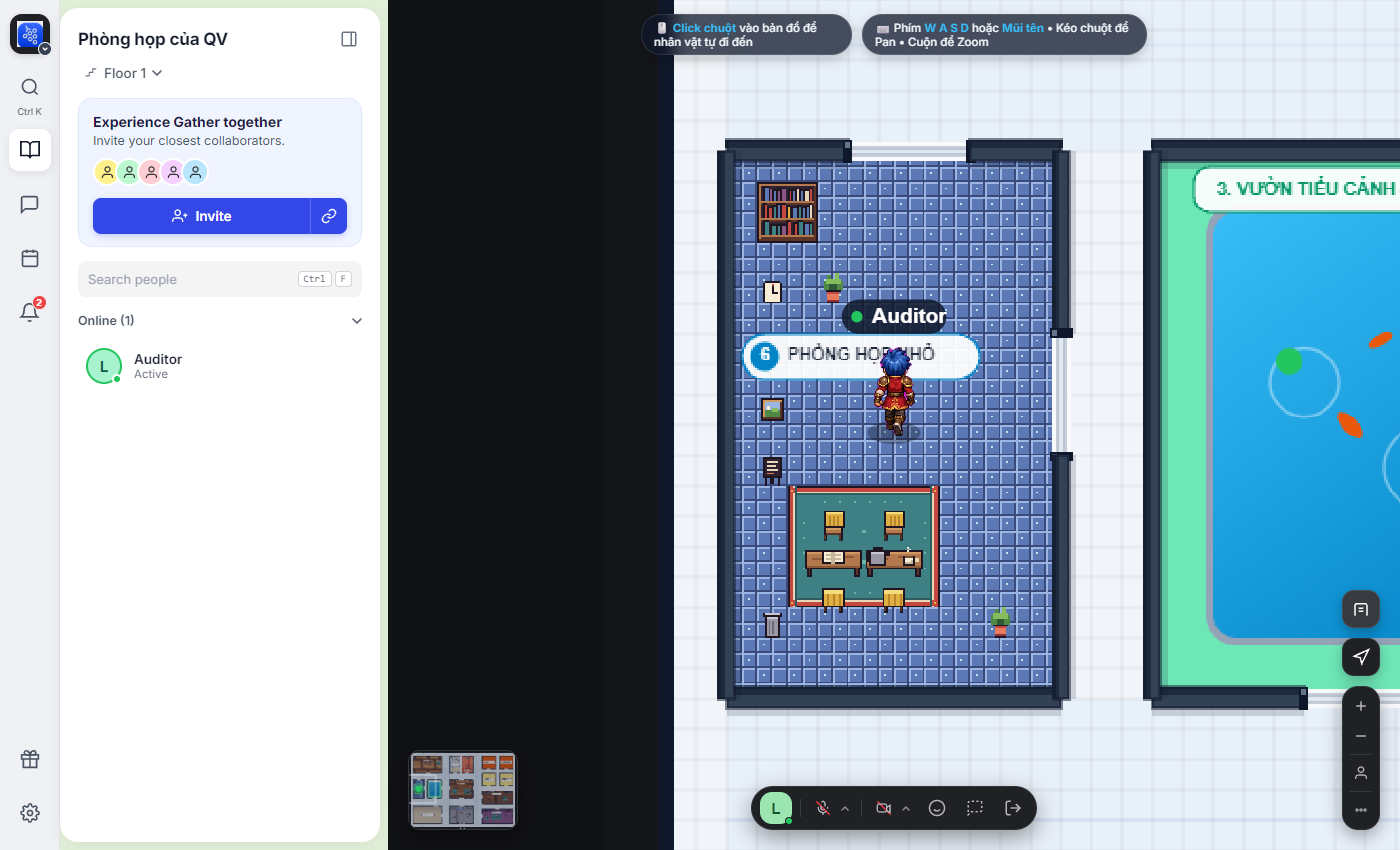 Phòng họp của QV
Floor 1
Ctrl K
Experience Gather together
Invite your closest collaborators.
Invite
Search people
Ctrl F
2
Online (1)
L
Auditor
Active
Click chuột vào bản đồ để
nhân vật tự đi đến
Phím W A S D hoặc Mũi tên • Kéo chuột để
Pan • Cuộn để Zoom
3. VƯỜN TIỂU CẢNH
Auditor
6 PHÒNG HỌP NHỎ
L